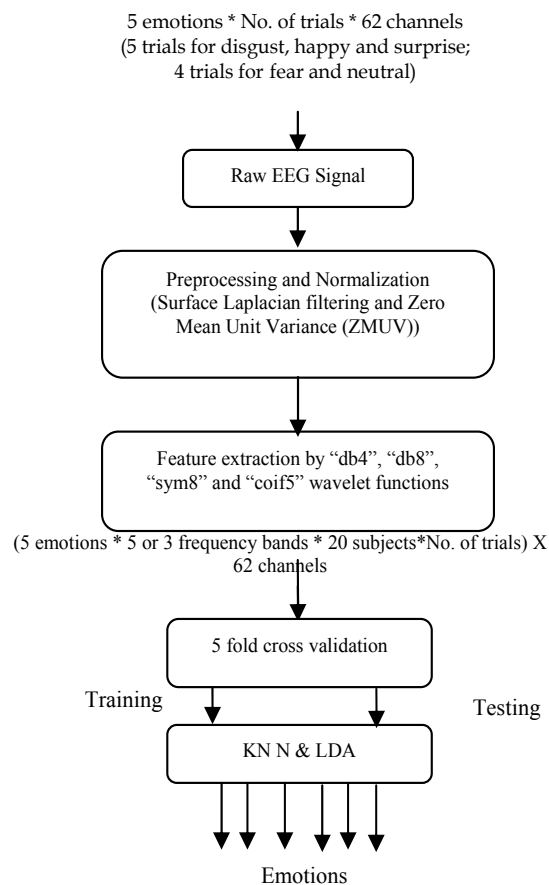 5 emotions * No. of trials * 62 channels
(5 trials for disgust, happy and surprise;
4 trials for fear and neutral)
Raw EEG Signal
Preprocessing and Normalization
(Surface Laplacian filtering and Zero
Mean Unit Variance (ZMUV))
Feature extraction by “db4”, “db8”,
“sym8” and “coif5” wavelet functions
(5 emotions * 5 or 3 frequency bands * 20 subjects*No. of trials) X
62 channels
5 fold cross validation
Training
Testing
KN N & LDA
Emotions